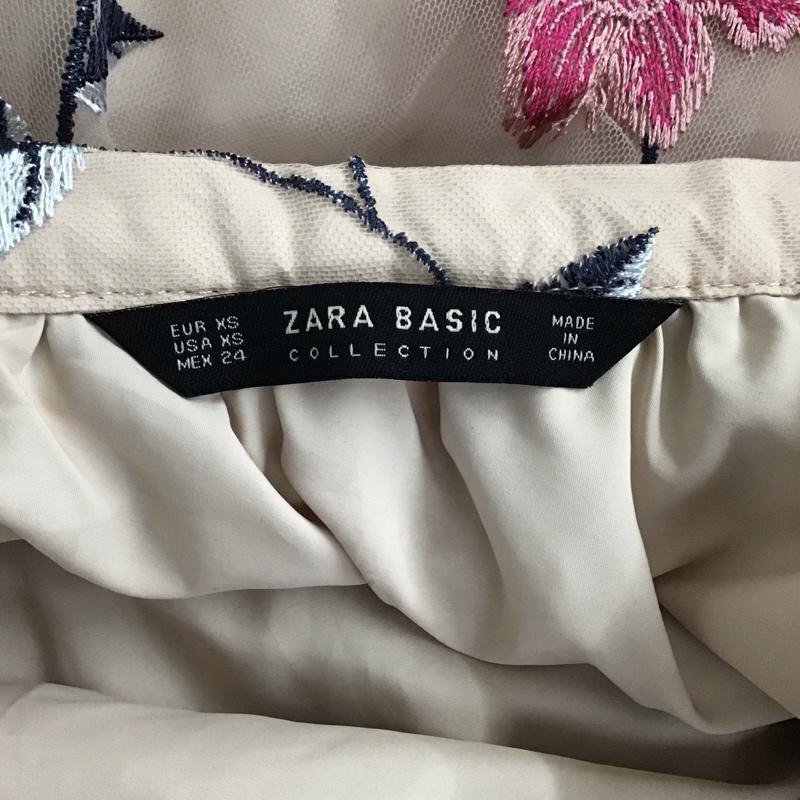 EUR XS
USA XS
MEX 24
ZARA BASIC
COLLECTION
MADE
IN
CHINA